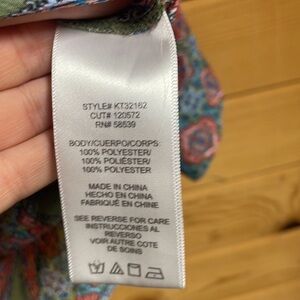 STYLE# KT32162
CUT# 120572
RN# 58539
BODY/CUERPO/CORPS:
100% POLYESTER/
100% POLIÉSTER/
100% POLYESTER
MADE IN CHINA
HECHO EN CHINA
FABRIQUÉ EN CHINE
SEE REVERSE FOR CARE
INSTRUCCIONES AL
REVERSO
VOIR AUTRE COTE
DE SOINS